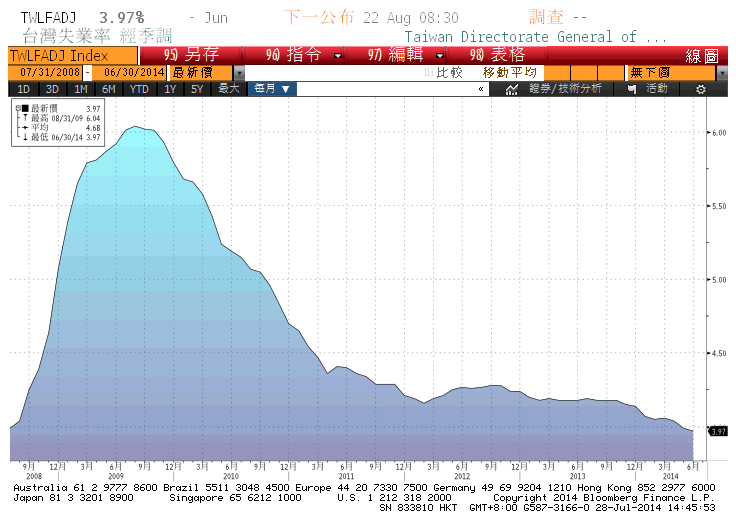 TWLFADJ 3.97% - Jun 下一公布 22 Aug 08:30 調查 --
台灣失業率 經季調 Taiwan Directorate General of ...
TWLFADJ Index 95) 另存 96) 指令 97) 編輯 98) 表格 線圖
07/31/2008 - 06/30/2014 最新價 比較 移動平均 無下價
1D 3D 1M 6M YTD 1Y 5Y 最大 每月 ▼ « 證券/技術分析 活動
最新價 3.97
最高 08/31/09 6.04
平均 4.68
最低 06/30/14 3.97
6.00
5.50
5.00
4.50
3.97
9月 12月 3月 6月 9月 12月 3月 6月 9月 12月 3月 6月 9月 12月 3月 6月 9月 12月 3月 6月 9月 12月 3月 6月
2008 2009 2010 2011 2012 2013 2014
Australia 61 2 9777 8600 Brazil 5511 3048 4500 Europe 44 20 7330 7500 Germany 49 69 9204 1210 Hong Kong 852 2977 6000
Japan 81 3 3201 8900 Singapore 65 6212 1000 U.S. 1 212 318 2000 Copyright 2014 Bloomberg Finance L.P.
SN 833810 HKT GMT+8:00 G587-3166-0 28-Jul-2014 14:45:53